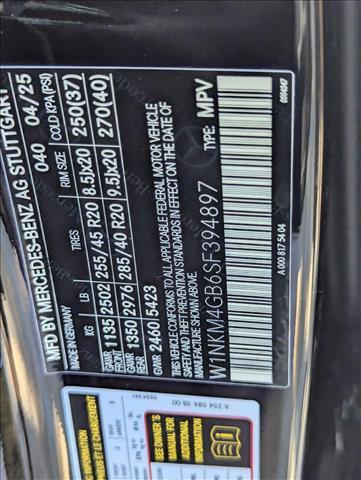 MFD BY MERCEDES-BENZ AG STUTTGART
MADE IN GERMANY 040 04/25
KG LB TIRES RIM SIZE COLD KPA(PSI)
GAWR FRONT 1135 2502 255/45 R20 8.5Jx20 250(37)
GAWR REAR 1350 2976 285/40 R20 9.5Jx20 270(40)
GVWR 2460 5423
THIS VEHICLE CONFORMS TO ALL APPLICABLE FEDERAL MOTOR VEHICLE
SAFETY AND THEFT PREVENTION STANDARDS IN EFFECT ON THE DATE OF
MANUFACTURE SHOWN ABOVE.
W1NKM4GB6SF394897 TYPE: MPV
A 000 817 54 04
A 254 584 38 00
SEE OWNER'S
MANUAL FOR
ADDITIONAL